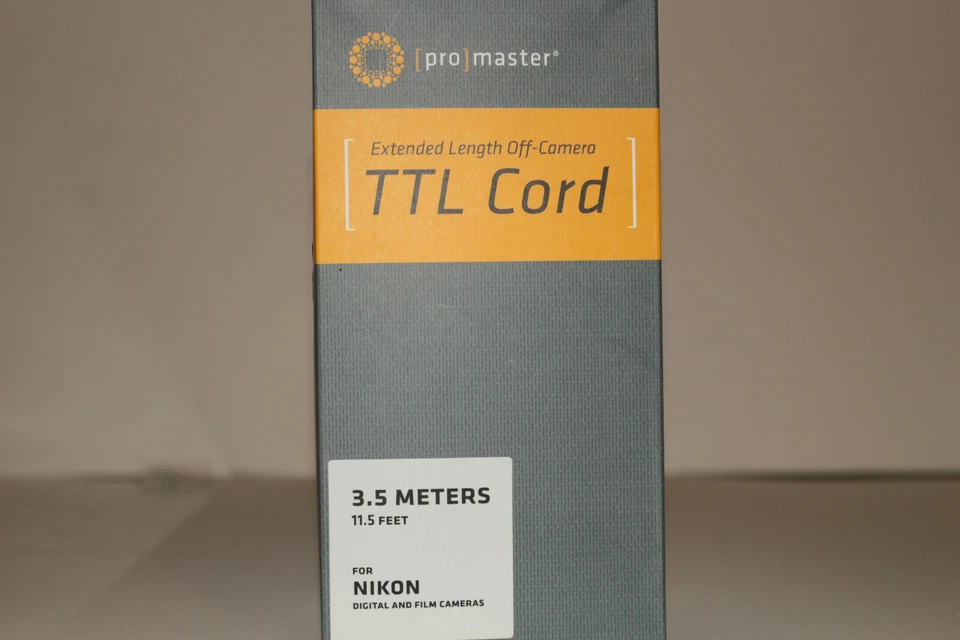 [pro]master®
[Extended Length Off-Camera
TTL Cord]
3.5 METERS
11.5 FEET
FOR
NIKON
DIGITAL AND FILM CAMERAS